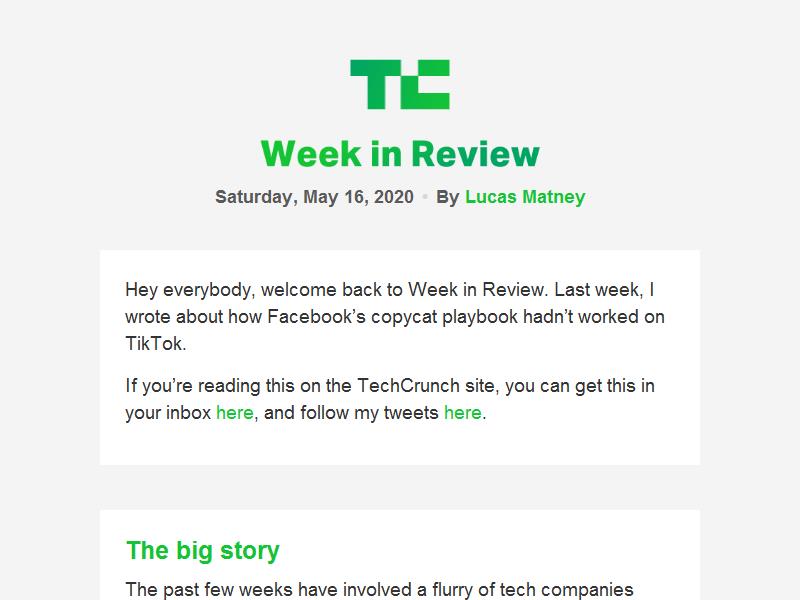 TC
Week in Review
Saturday, May 16, 2020 • By Lucas Matney
Hey everybody, welcome back to Week in Review. Last week, I
wrote about how Facebook’s copycat playbook hadn’t worked on
TikTok.
If you’re reading this on the TechCrunch site, you can get this in
your inbox here, and follow my tweets here.
The big story
The past few weeks have involved a flurry of tech companies